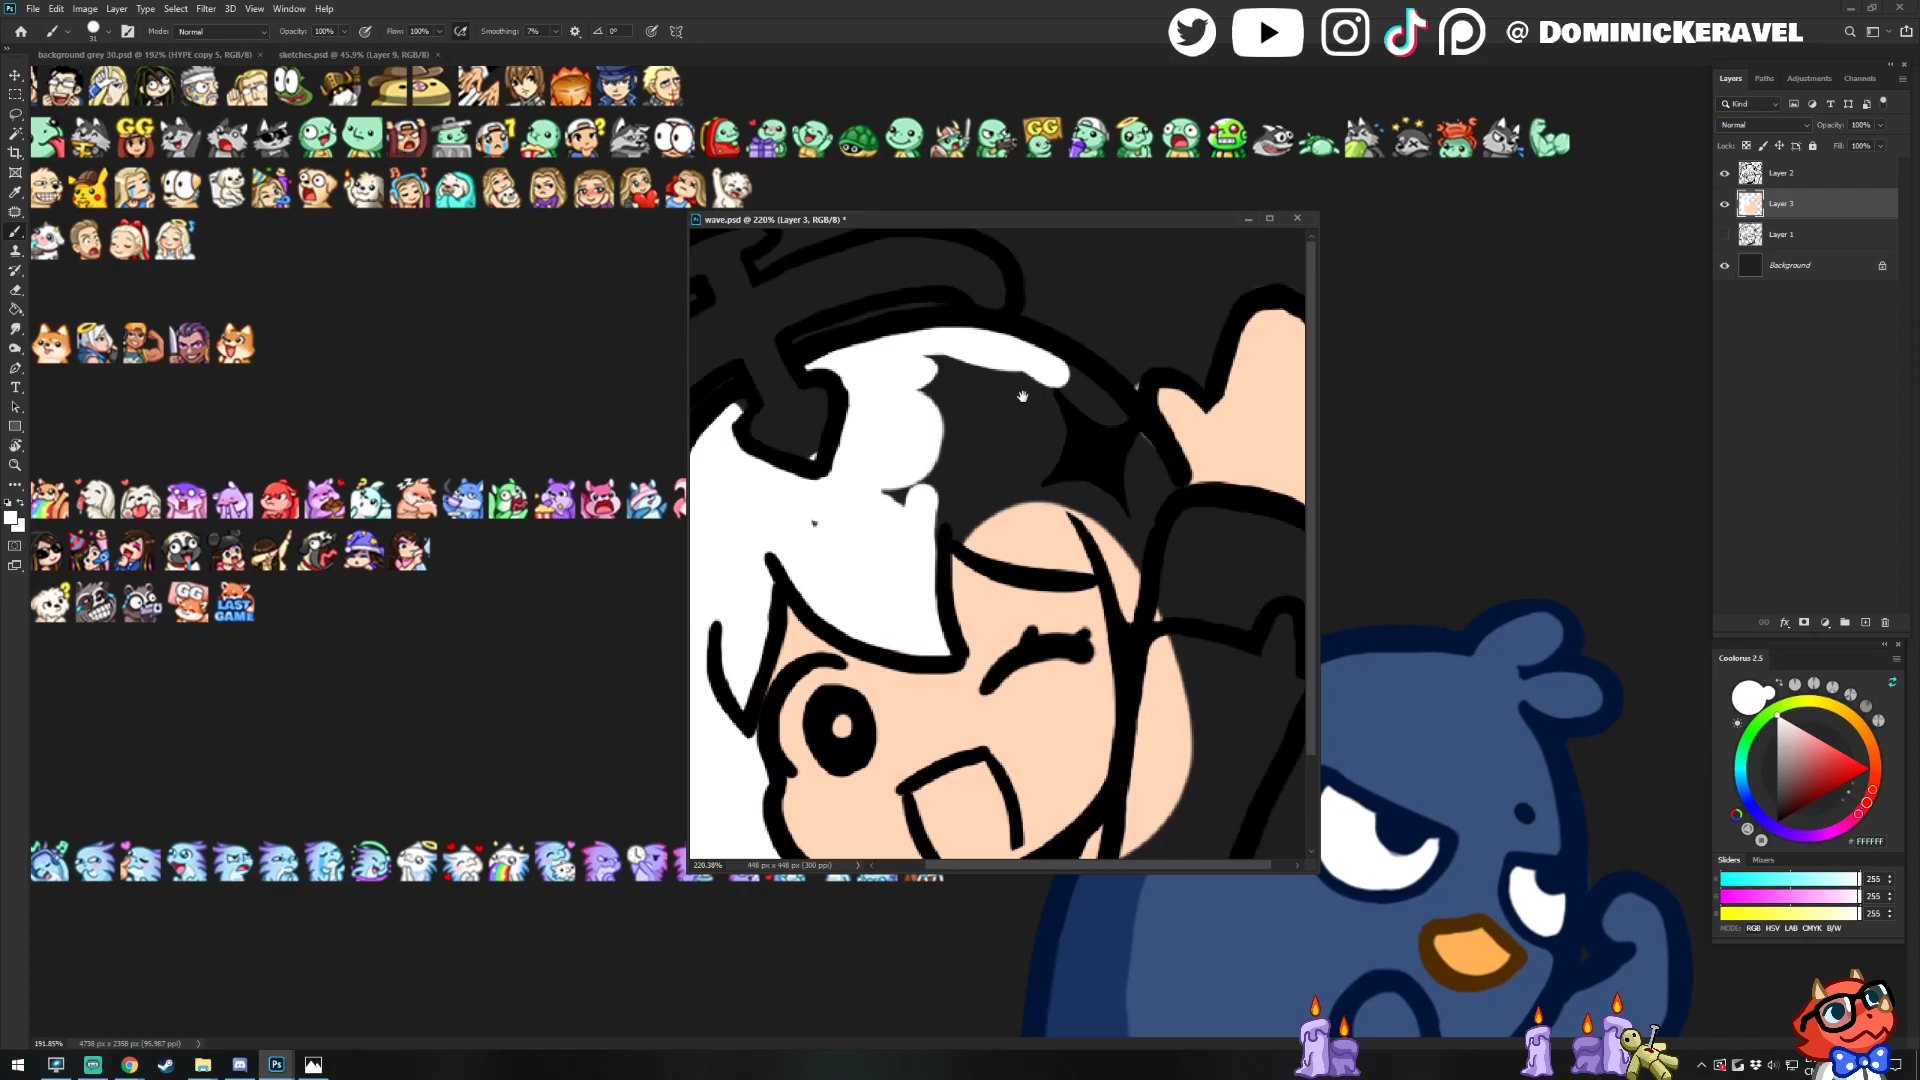 File Edit Image Layer Type Select Filter 3D View Window Help
Mode: Normal Opacity: 100% Flow: 100% Smoothing: 7% 0°
@ DominicKeravel
background grey 30.psd @ 192% (HYPE copy 5, RGB/8) × sketches.psd @ 45.9% (Layer 9, RGB/8) ×
Layers Paths Adjustments Channels
Kind
Normal Opacity: 100%
Lock: Fill: 100%
Layer 2
Layer 3
Layer 1
Background
GG
GG
wave.psd @ 220% (Layer 3, RGB/8) *
GG
LAST
GAME
220.38% 448 px x 448 px (300 ppi)
Coolorus 2.5
# FFFFFF
Sliders Mixers
255
255
255
MODE: RGB HSV LAB CMYK B/W
191.85% 4738 px x 2358 px (95.987 ppi)
Ps